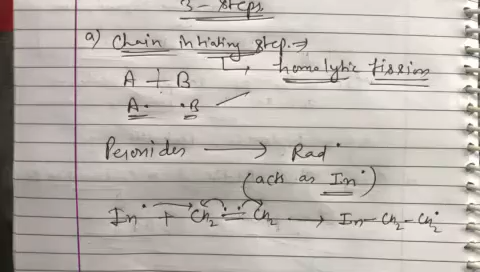 3-steps
a) Chain initiating step. ⇒
→ homolytic fission
A + B
A• •B
Peroxides → Rad•
(acts as In•)
In• + CH₂ = CH₂ → In-CH₂-CH₂•